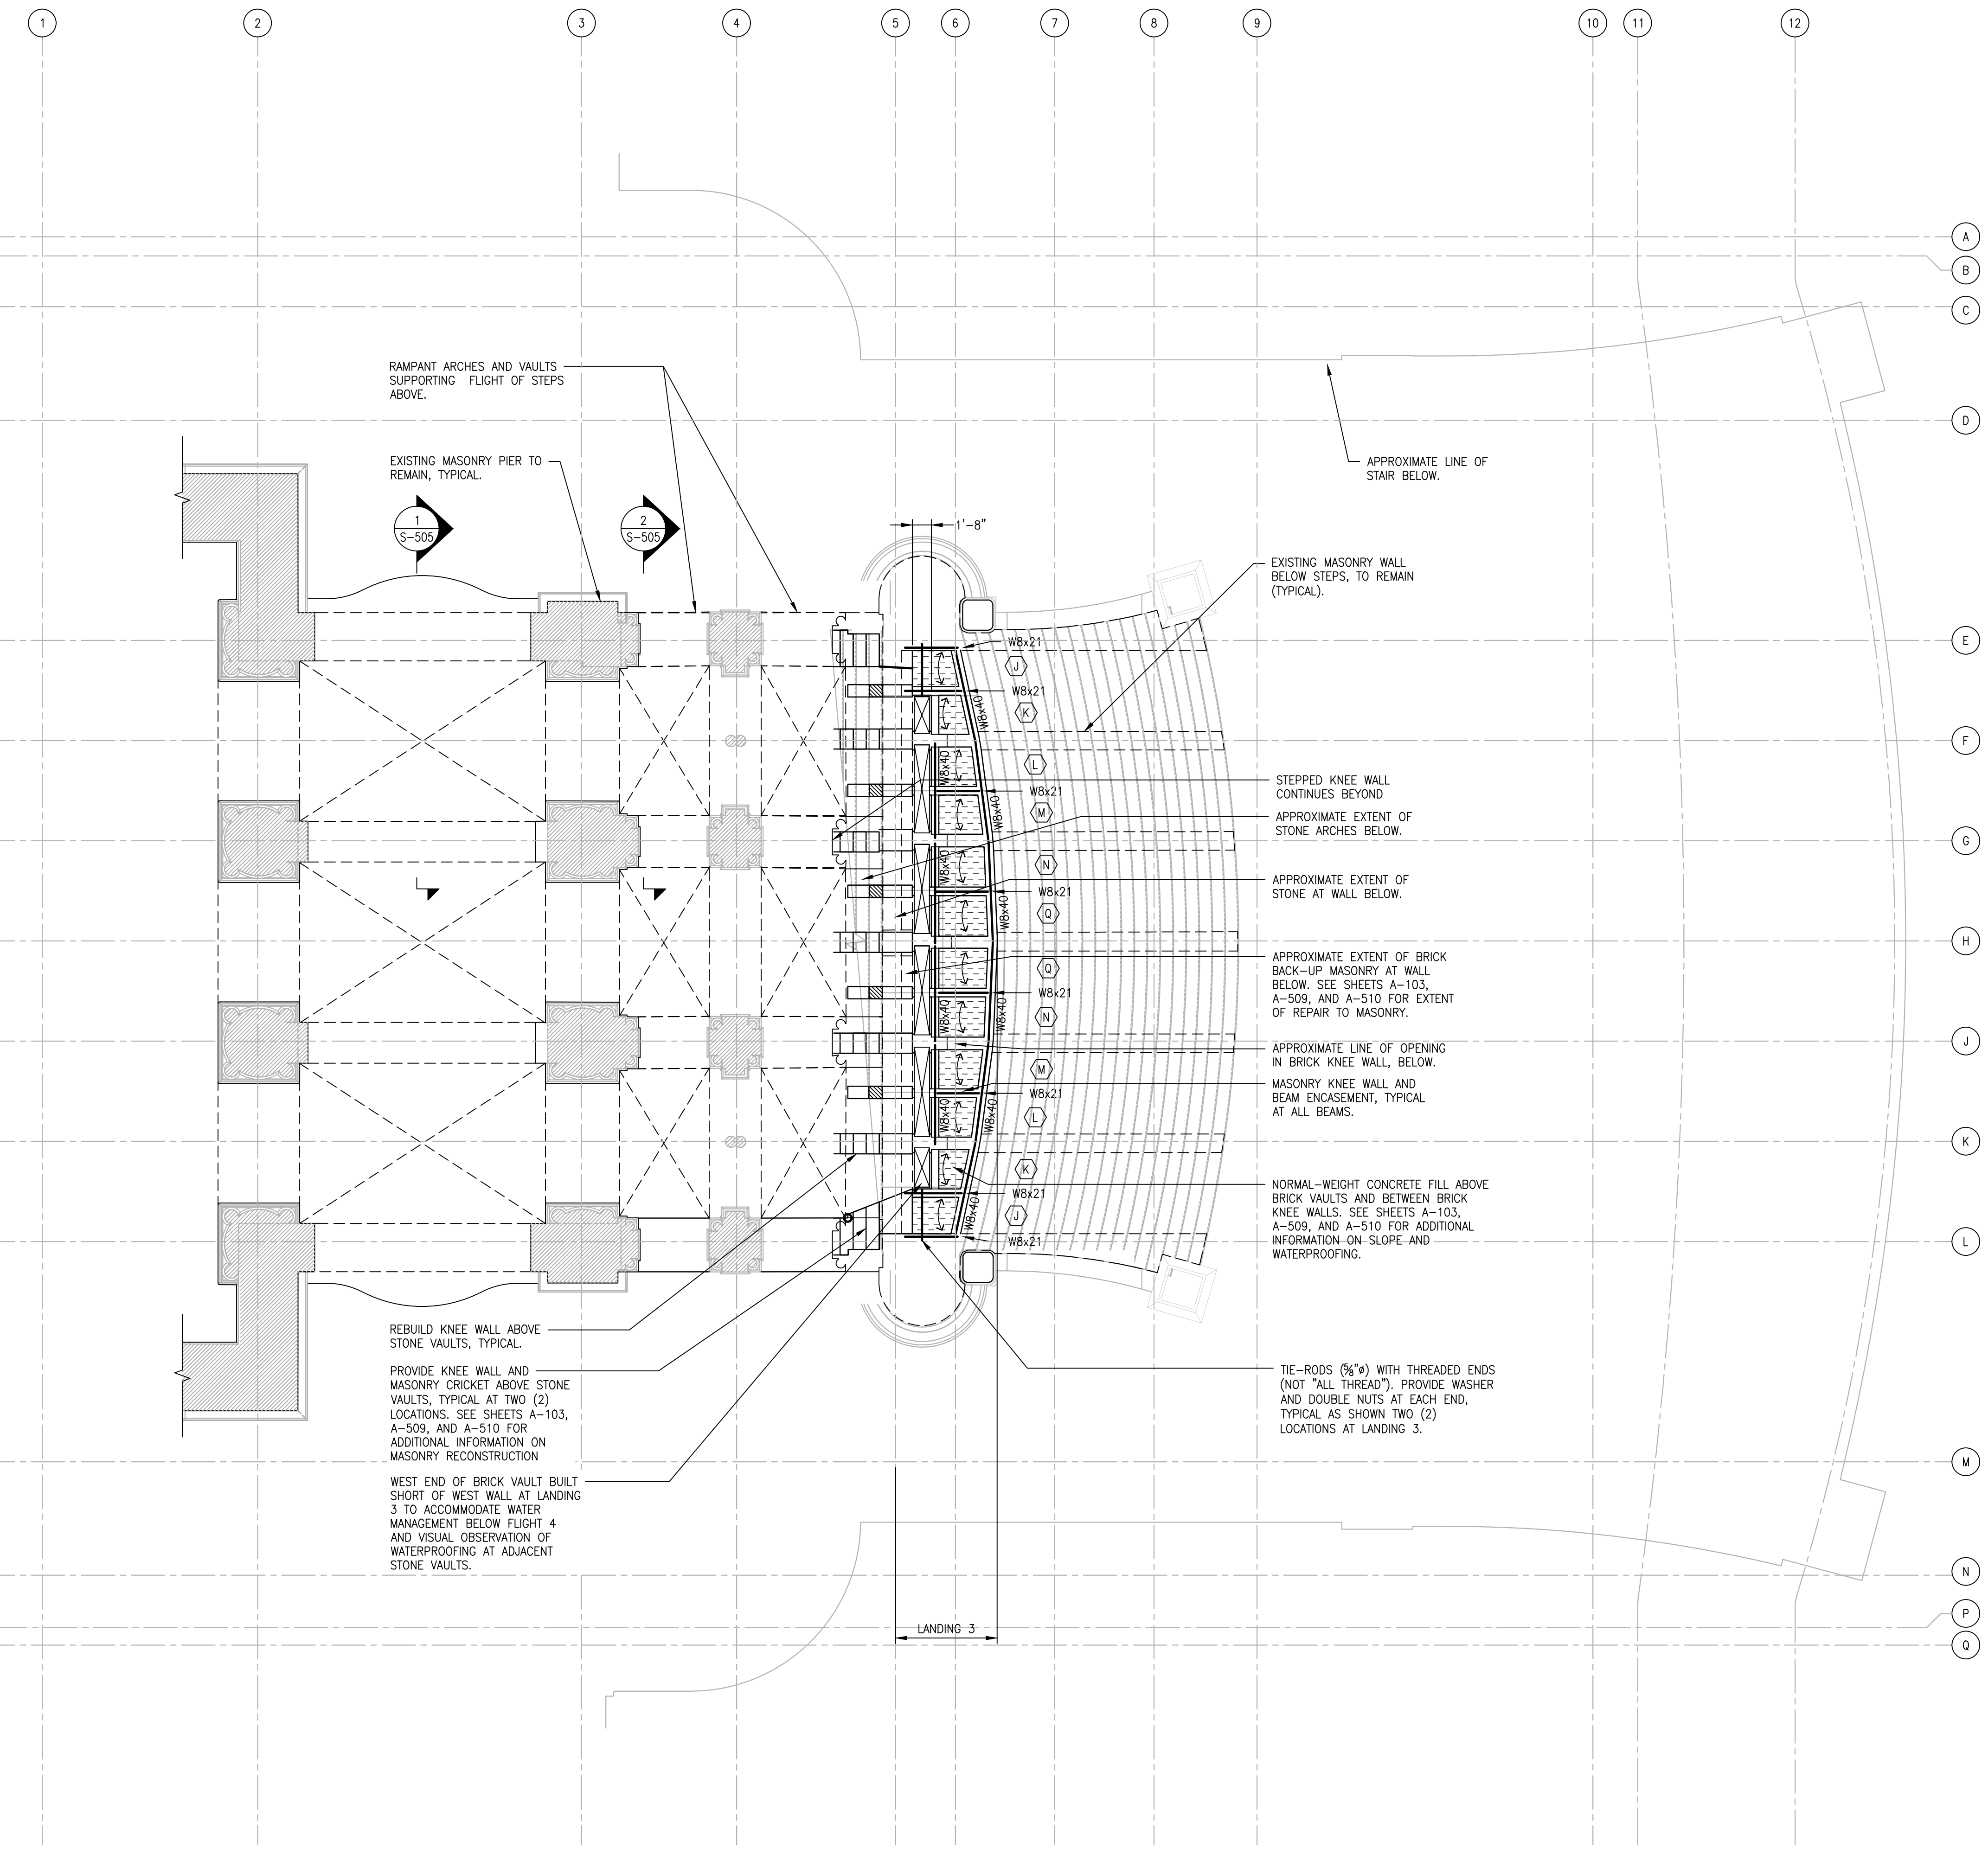 1 2 3 4 5 6 7 8 9 10 11 12
A
B
C
D
E
F
G
H
J
K
L
M
N
P
Q
RAMPANT ARCHES AND VAULTS
SUPPORTING FLIGHT OF STEPS
ABOVE.
EXISTING MASONRY PIER TO
REMAIN, TYPICAL.
1
S-505
2
S-505
1'-8"
APPROXIMATE LINE OF
STAIR BELOW.
EXISTING MASONRY WALL
BELOW STEPS, TO REMAIN
(TYPICAL).
W8x21
J
W8x21
W8x40
K
W8x40
L
W8x21
W8x40
M
W8x40
N
W8x21
W8x40
Q
Q
W8x21
W8x40
W8x40
N
M
W8x21
W8x40
W8x40
L
K
W8x21
W8x40
J
W8x21
STEPPED KNEE WALL
CONTINUES BEYOND
APPROXIMATE EXTENT OF
STONE ARCHES BELOW.
APPROXIMATE EXTENT OF
STONE AT WALL BELOW.
APPROXIMATE EXTENT OF BRICK
BACK-UP MASONRY AT WALL
BELOW. SEE SHEETS A-103,
A-509, AND A-510 FOR EXTENT
OF REPAIR TO MASONRY.
APPROXIMATE LINE OF OPENING
IN BRICK KNEE WALL, BELOW.
MASONRY KNEE WALL AND
BEAM ENCASEMENT, TYPICAL
AT ALL BEAMS.
NORMAL-WEIGHT CONCRETE FILL ABOVE
BRICK VAULTS AND BETWEEN BRICK
KNEE WALLS. SEE SHEETS A-103,
A-509, AND A-510 FOR ADDITIONAL
INFORMATION ON SLOPE AND
WATERPROOFING.
REBUILD KNEE WALL ABOVE
STONE VAULTS, TYPICAL.
PROVIDE KNEE WALL AND
MASONRY CRICKET ABOVE STONE
VAULTS, TYPICAL AT TWO (2)
LOCATIONS. SEE SHEETS A-103,
A-509, AND A-510 FOR
ADDITIONAL INFORMATION ON
MASONRY RECONSTRUCTION
WEST END OF BRICK VAULT BUILT
SHORT OF WEST WALL AT LANDING
3 TO ACCOMMODATE WATER
MANAGEMENT BELOW FLIGHT 4
AND VISUAL OBSERVATION OF
WATERPROOFING AT ADJACENT
STONE VAULTS.
TIE-RODS (⅝"ø) WITH THREADED ENDS
(NOT "ALL THREAD"). PROVIDE WASHER
AND DOUBLE NUTS AT EACH END,
TYPICAL AS SHOWN TWO (2)
LOCATIONS AT LANDING 3.
LANDING 3